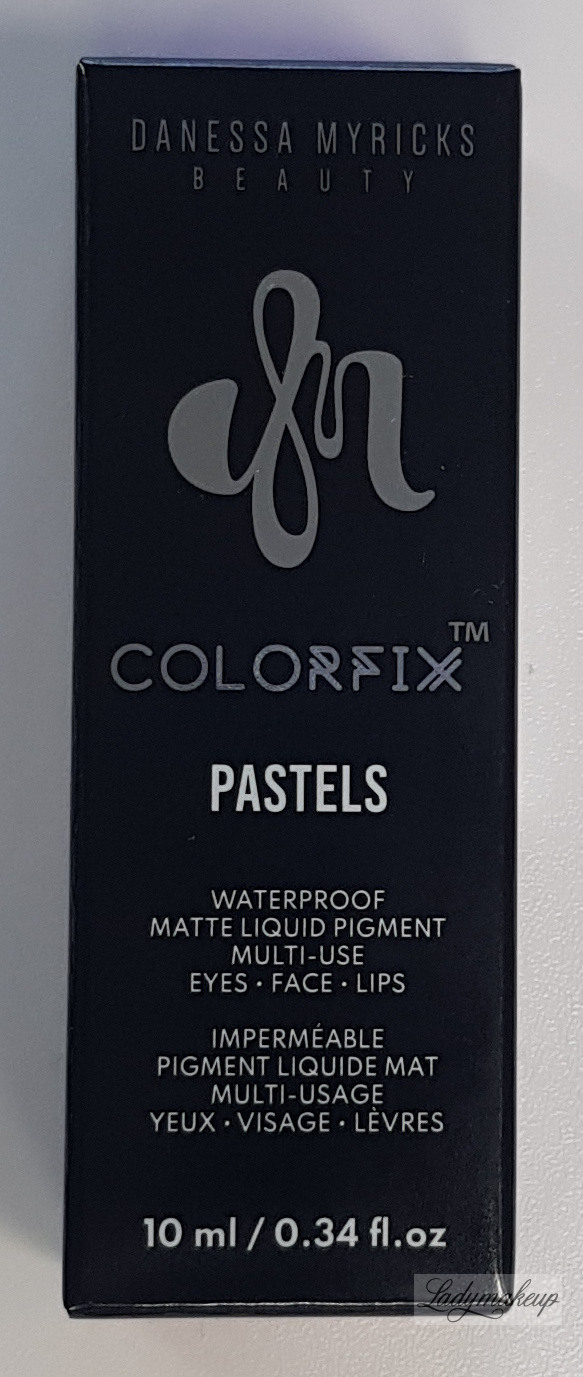 DANESSA MYRICKS
BEAUTY
COLORFIX™
PASTELS
WATERPROOF
MATTE LIQUID PIGMENT
MULTI-USE
EYES · FACE · LIPS
IMPERMÉABLE
PIGMENT LIQUIDE MAT
MULTI-USAGE
YEUX · VISAGE · LÈVRES
10 ml / 0.34 fl.oz
Ladymakeup